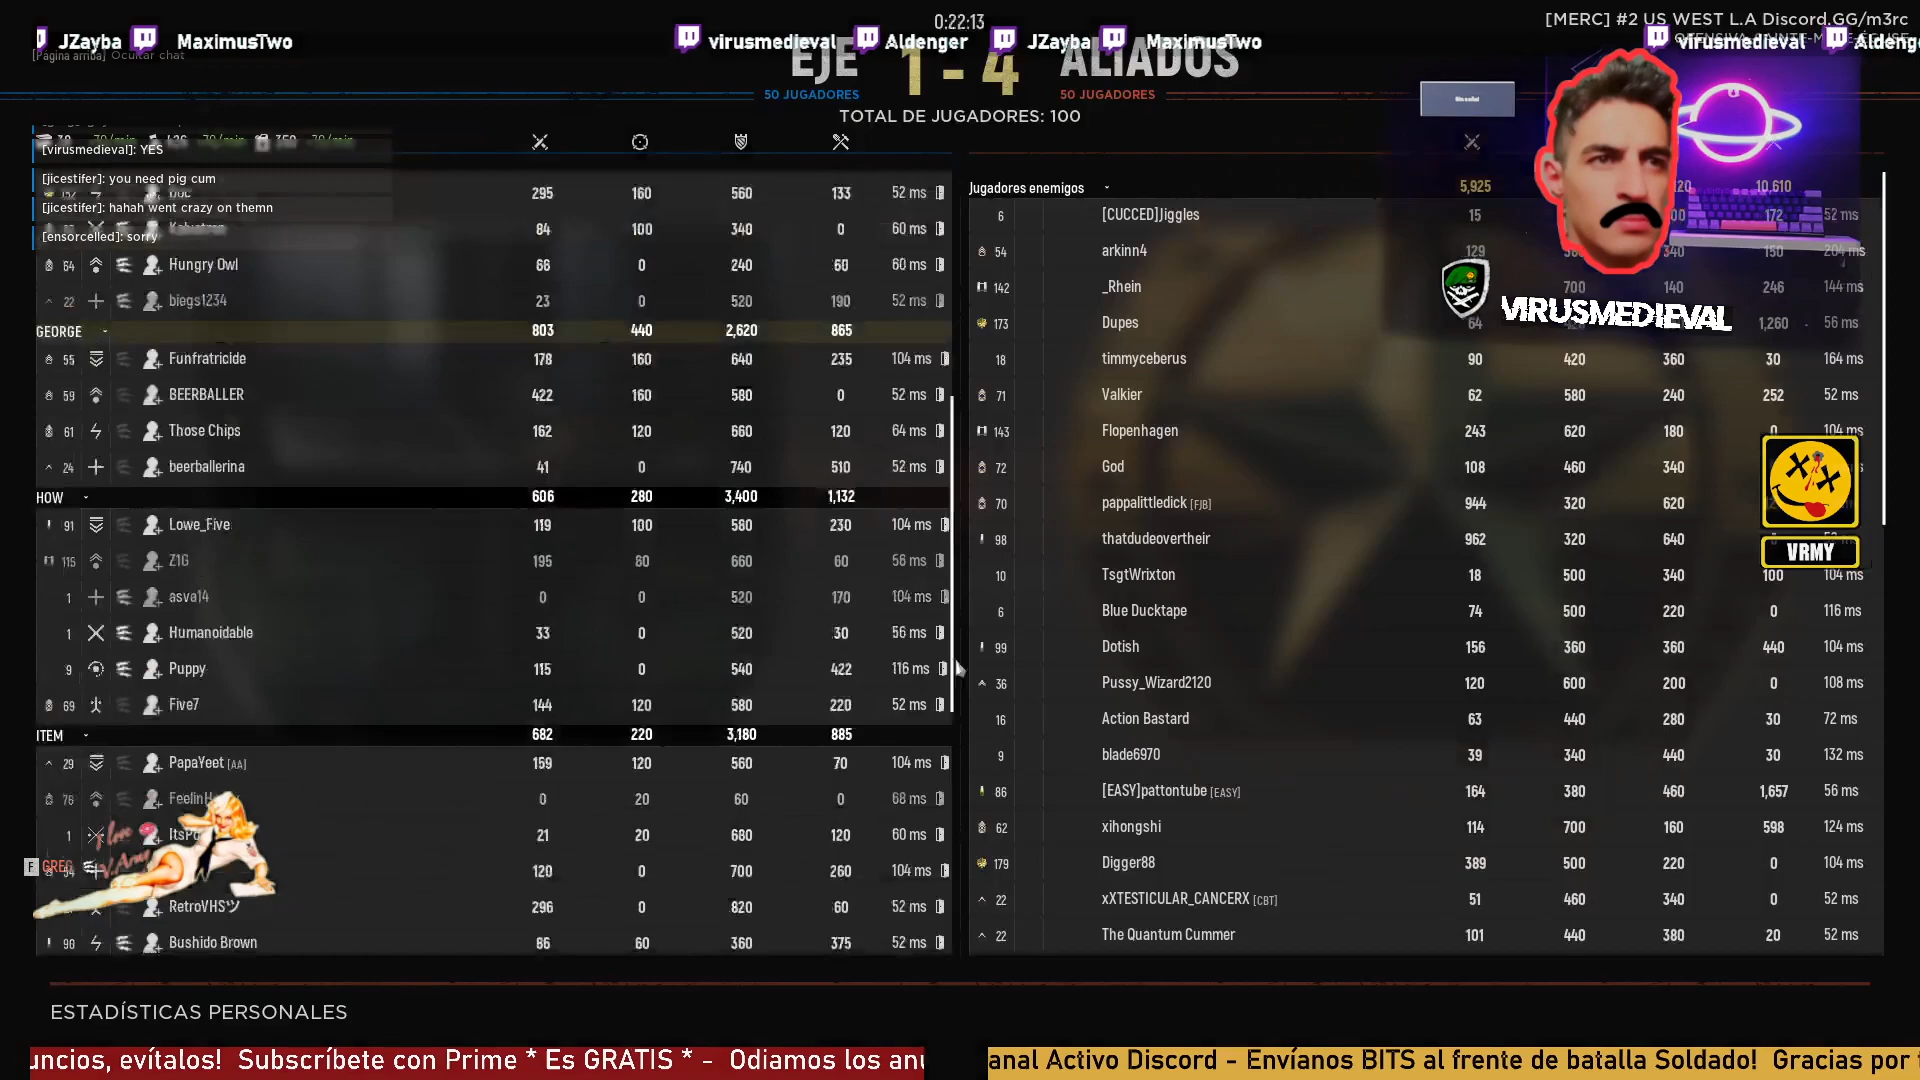 0:22:13
[MERC] #2 US WEST L.A Discord.GG/m3rc
JZayba MaximusTwo virusmedieval Aldenger JZayba MaximusTwo virusmedieval Aldeng
[Página arriba] Ocultar chat
EJE 1 - 4 ALIADOS
50 JUGADORES 50 JUGADORES
TOTAL DE JUGADORES: 100
[virusmedieval]: YES
[jicestifer]: you need pig cum
[jicestifer]: hahah went crazy on themn
[ensorcelled]: sorry
295 160 560 133 52 ms
84 100 340 0 60 ms
64 Hungry Owl 66 0 240 60 60 ms
22 biegs1234 23 0 520 190 52 ms
GEORGE 803 440 2,620 865
55 Funfratricide 178 160 640 235 104 ms
59 BEERBALLER 422 160 580 0 52 ms
61 Those Chips 162 120 660 120 64 ms
24 beerballerina 41 0 740 510 52 ms
HOW 606 280 3,400 1,132
91 Lowe_Five 119 100 580 230 104 ms
115 Z1G 195 80 660 60 56 ms
1 asva14 0 0 520 170 104 ms
1 Humanoidable 33 0 520 30 56 ms
9 Puppy 115 0 540 422 116 ms
69 Five7 144 120 580 220 52 ms
ITEM 682 220 3,180 885
29 PapaYeet [AA] 159 120 560 70 104 ms
76 0 20 60 0 68 ms
1 21 20 680 120 60 ms
I love V.Army
F GREG 120 0 700 260 104 ms
RetroVHSツ 296 0 820 60 52 ms
90 Bushido Brown 86 60 360 375 52 ms
Jugadores enemigos 5,925 10,610
6 [CUCCED]Jiggles 15 172 52 ms
54 arkinn4 129 340 150 204 ms
142 _Rhein 700 140 246 144 ms
173 Dupes 64 1,260 56 ms
18 timmyceberus 90 420 360 30 164 ms
71 Valkier 62 580 240 252 52 ms
143 Flopenhagen 243 620 180 0 104 ms
72 God 108 460 340
70 pappalittledick [FJB] 944 320 620
98 thatdudeovertheir 962 320 640
10 TsgtWrixton 18 500 340 100 104 ms
6 Blue Ducktape 74 500 220 0 116 ms
99 Dotish 156 360 360 440 104 ms
36 Pussy_Wizard2120 120 600 200 0 108 ms
16 Action Bastard 63 440 280 30 72 ms
9 blade6970 39 340 440 30 132 ms
86 [EASY]pattontube [EASY] 164 380 460 1,657 56 ms
62 xihongshi 114 700 160 598 124 ms
179 Digger88 389 500 220 0 104 ms
22 xXTESTICULAR_CANCERX [CBT] 51 460 340 0 52 ms
22 The Quantum Cummer 101 440 380 20 52 ms
VIRUSMEDIEVAL
VRMY
ESTADÍSTICAS PERSONALES
uncios, evítalos! Subscríbete con Prime * Es GRATIS * - Odiamos los anu
anal Activo Discord - Envíanos BITS al frente de batalla Soldado! Gracias por